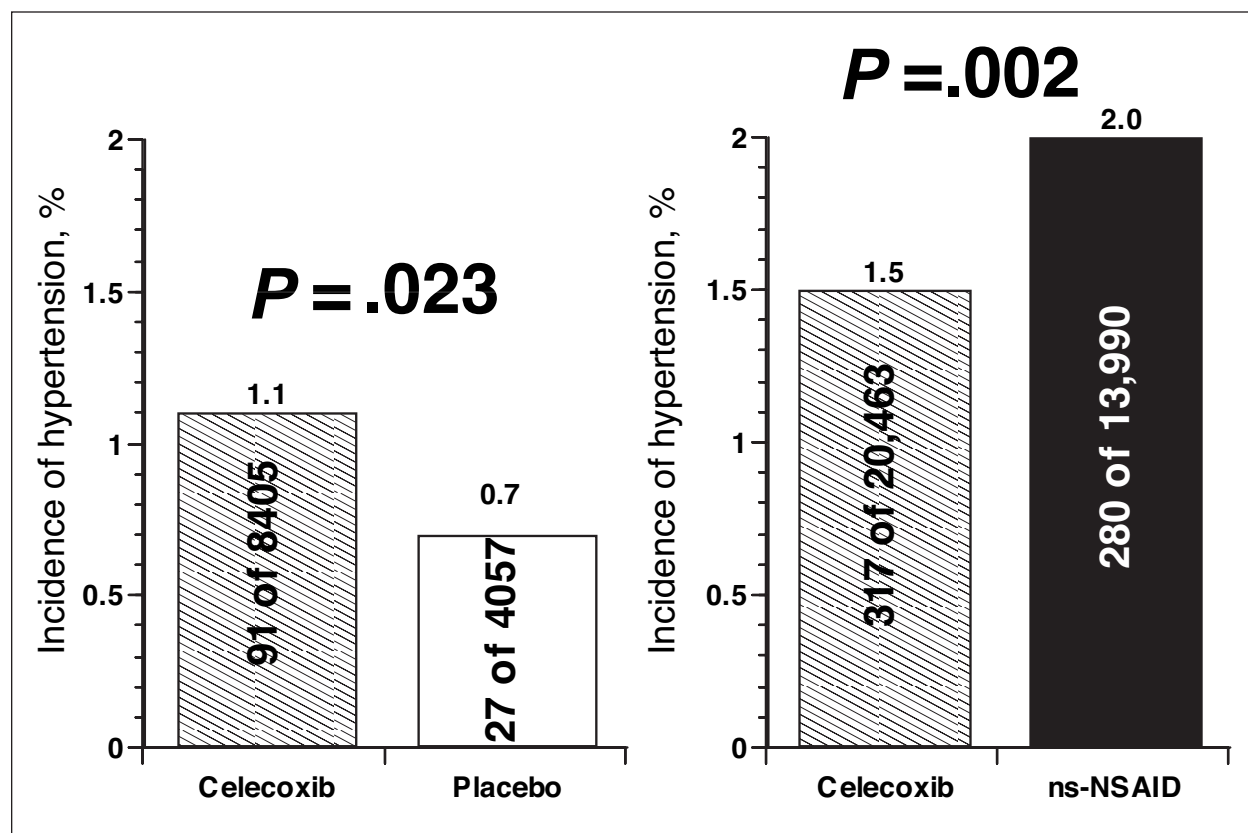 Incidence of hypertension, %
2
1.5
1
0.5
0
P = .023
1.1
91 of 8405
0.7
27 of 4057
Celecoxib
Placebo
Incidence of hypertension, %
2
1.5
1
0.5
0
P =.002
1.5
317 of 20,463
2.0
280 of 13,990
Celecoxib
ns-NSAID